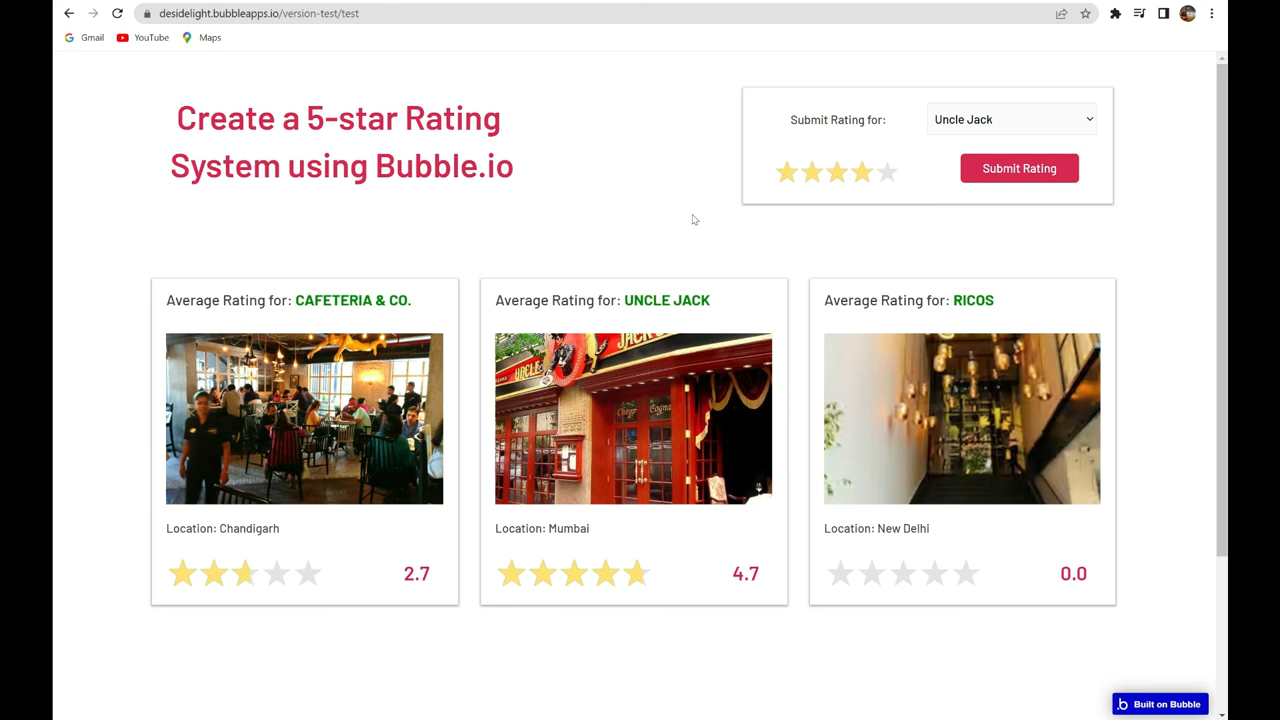 desidelight.bubbleapps.io/version-test/test
Gmail YouTube Maps
Create a 5-star Rating
System using Bubble.io
Submit Rating for: Uncle Jack
Submit Rating
Average Rating for: CAFETERIA & CO.
Location: Chandigarh
2.7
Average Rating for: UNCLE JACK
UNCLE
JACK
Location: Mumbai
4.7
Average Rating for: RICOS
Location: New Delhi
0.0
Built on Bubble